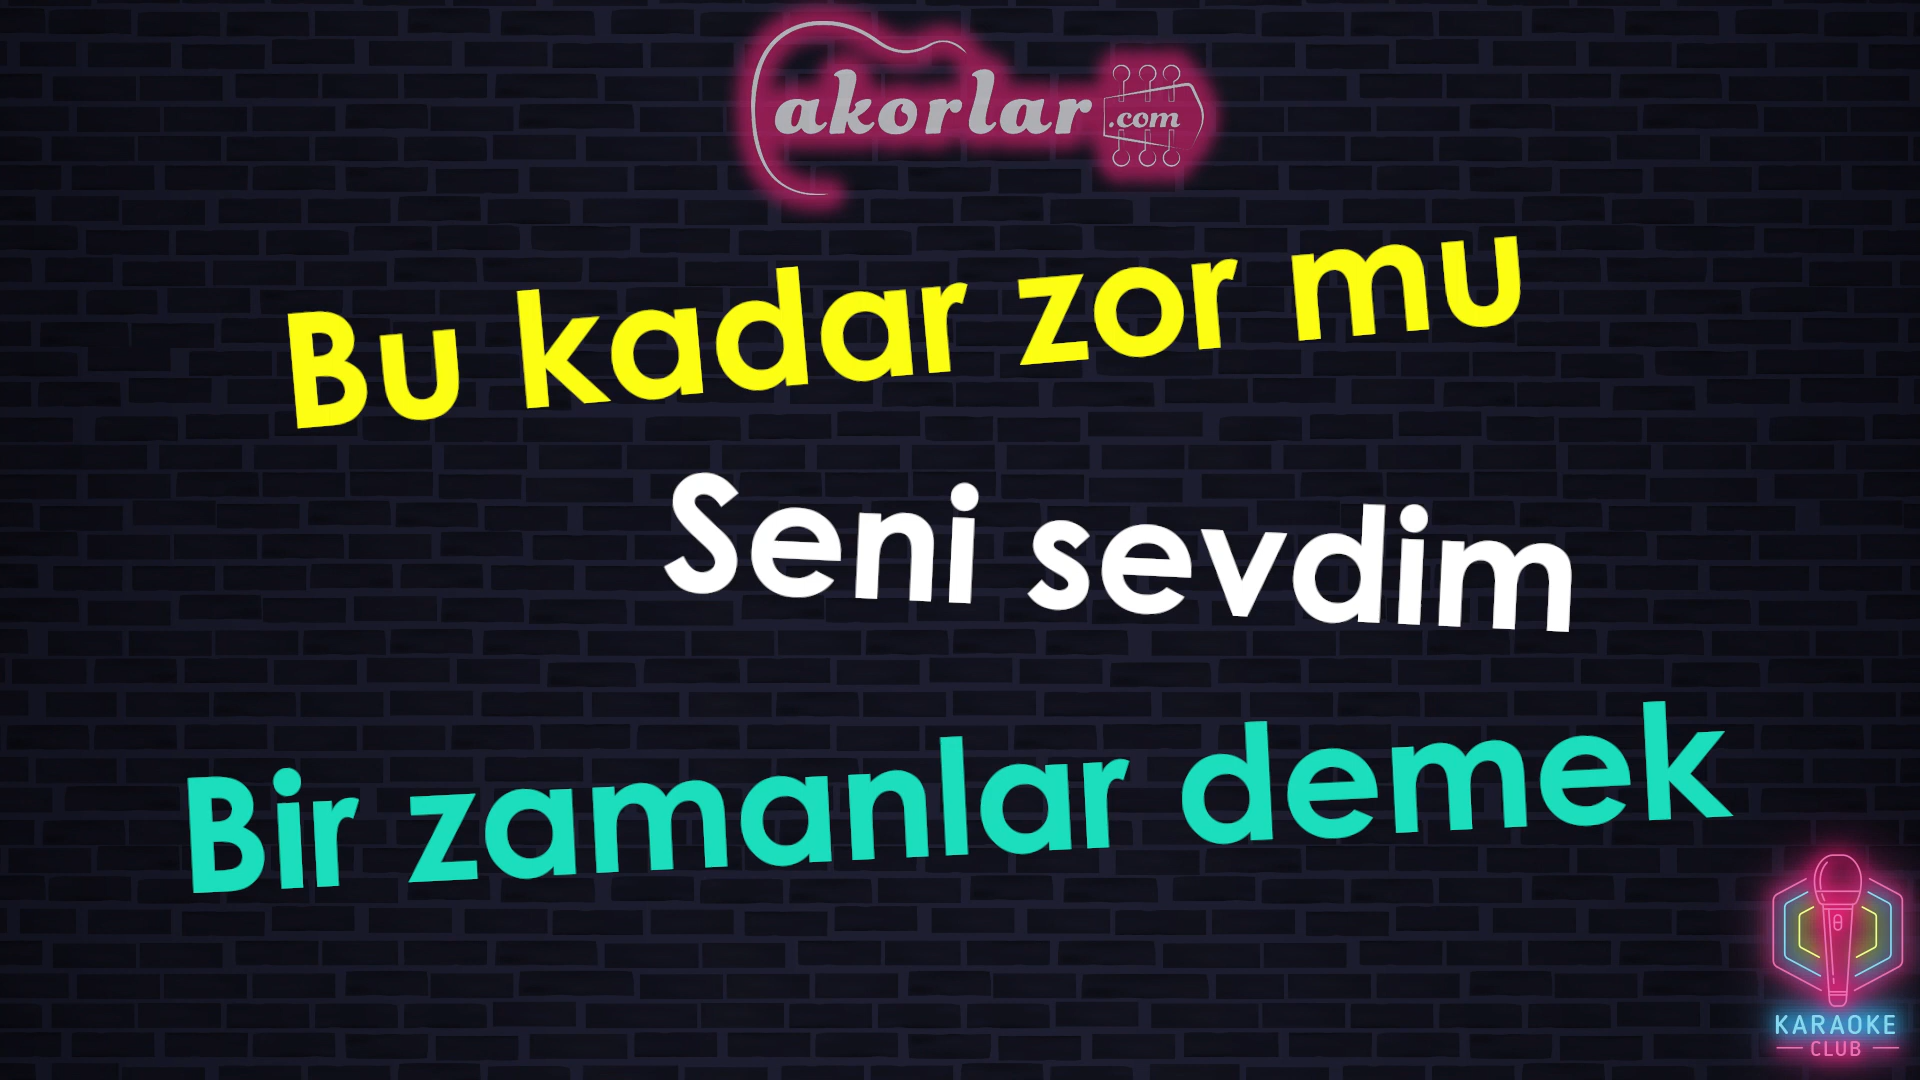 akorlar.com
Bu kadar zor mu
Seni sevdim
Bir zamanlar demek
KARAOKE
CLUB